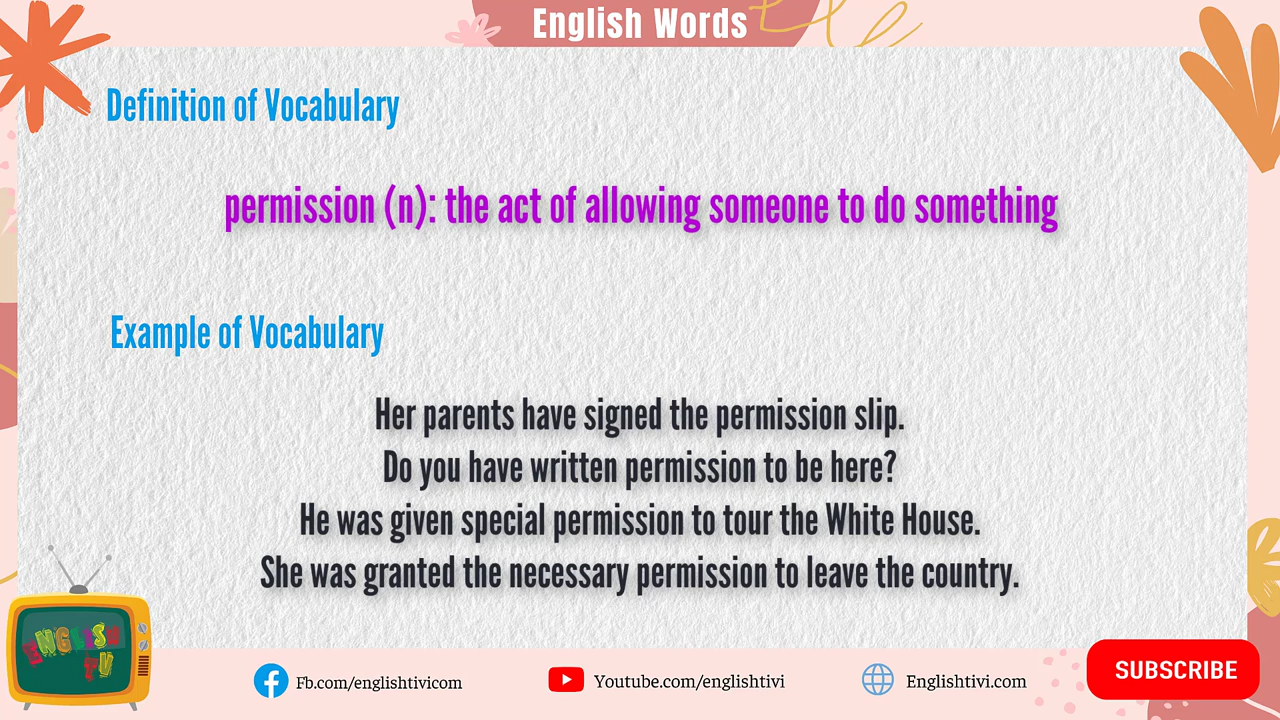 English Words
Definition of Vocabulary
permission (n): the act of allowing someone to do something
Example of Vocabulary
Her parents have signed the permission slip.
Do you have written permission to be here?
He was given special permission to tour the White House.
She was granted the necessary permission to leave the country.
ENGLISH
TV
Fb.com/englishtivicom
Youtube.com/englishtivi
Englishtivi.com
SUBSCRIBE